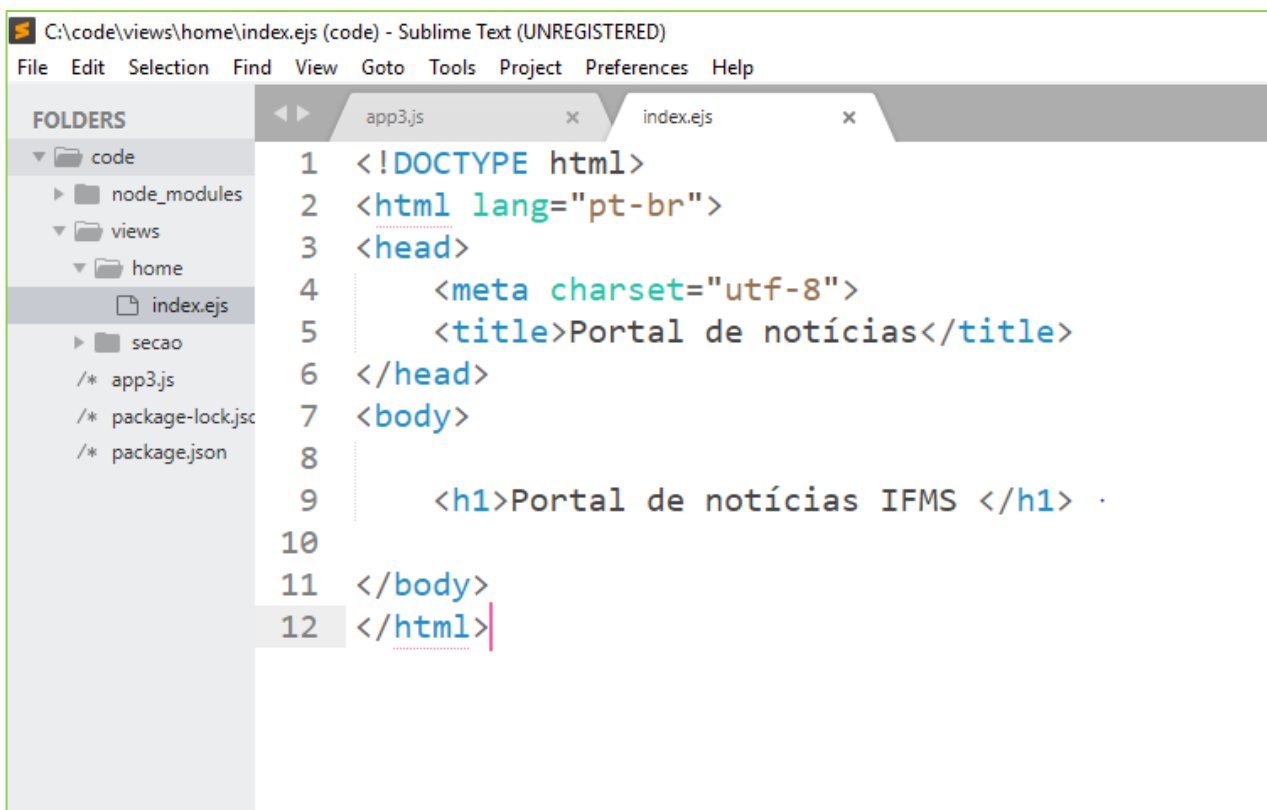 C:\code\views\home\index.ejs (code) - Sublime Text (UNREGISTERED)
File Edit Selection Find View Goto Tools Project Preferences Help
FOLDERS
code
node_modules
views
home
index.ejs
secao
/* app3.js
/* package-lock.jsc
/* package.json
app3.js × index.ejs ×
1 <!DOCTYPE html>
2 <html lang="pt-br">
3 <head>
4 <meta charset="utf-8">
5 <title>Portal de notícias</title>
6 </head>
7 <body>
8
9 <h1>Portal de notícias IFMS </h1>
10
11 </body>
12 </html>